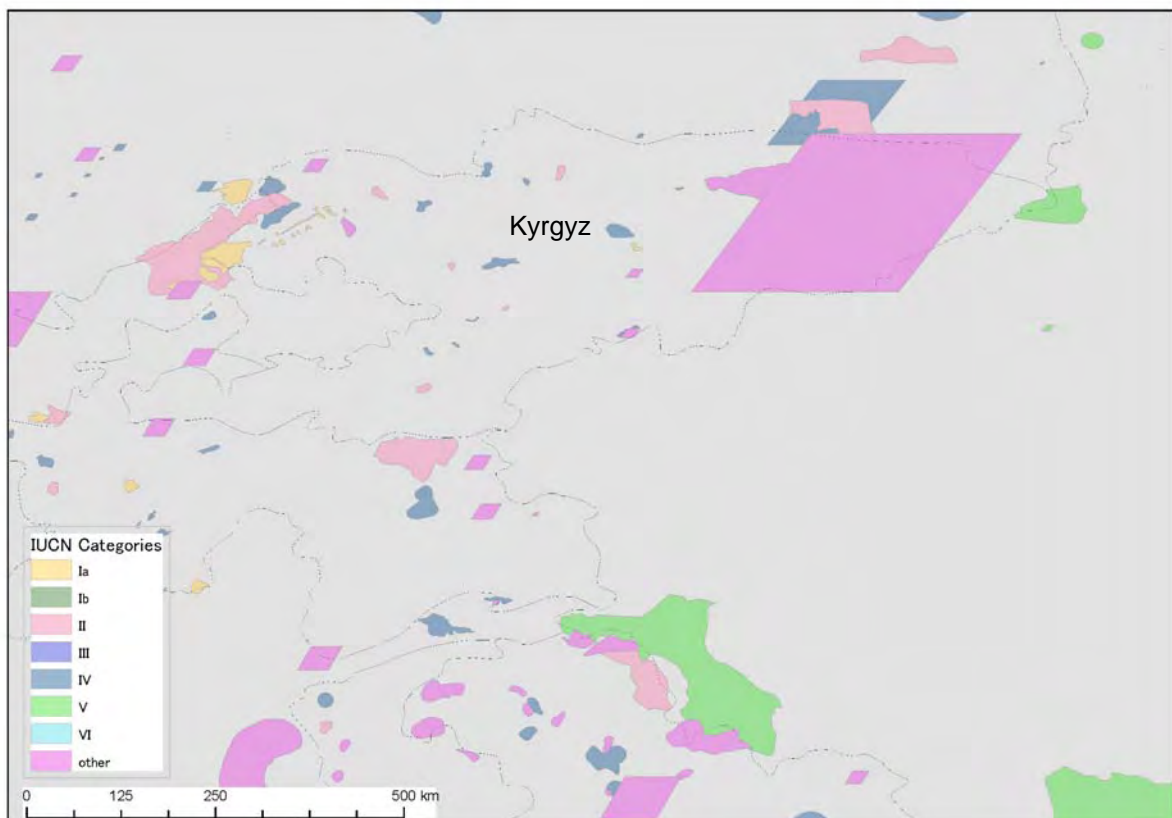 Kyrgyz
IUCN Categories
Ia
Ib
II
III
IV
V
VI
other
0 125 250 500 km